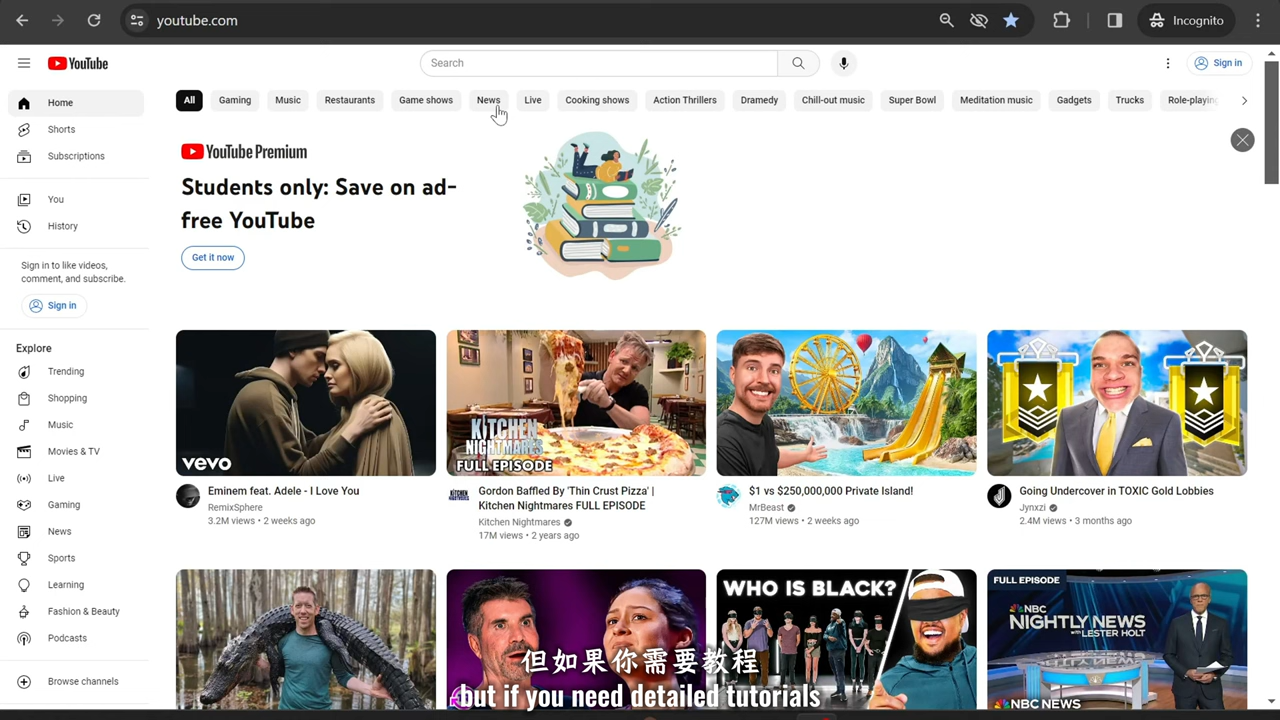 youtube.com
Incognito
YouTube
Search
Sign in
Home
Shorts
Subscriptions
You
History
Sign in to like videos,
comment, and subscribe.
Sign in
Explore
Trending
Shopping
Music
Movies & TV
Live
Gaming
News
Sports
Learning
Fashion & Beauty
Podcasts
Browse channels
All Gaming Music Restaurants Game shows News Live Cooking shows Action Thrillers Dramedy Chill-out music Super Bowl Meditation music Gadgets Trucks Role-playing
YouTube Premium
Students only: Save on ad-
free YouTube
Get it now
vevo
KITCHEN
NIGHTMARES
FULL EPISODE
Eminem feat. Adele - I Love You
RemixSphere
3.2M views • 2 weeks ago
Gordon Baffled By 'Thin Crust Pizza' |
Kitchen Nightmares FULL EPISODE
Kitchen Nightmares
17M views • 2 years ago
$1 vs $250,000,000 Private Island!
MrBeast
127M views • 2 weeks ago
Going Undercover in TOXIC Gold Lobbies
Jynxzi
2.4M views • 3 months ago
WHO IS BLACK?
FULL EPISODE
NBC
NIGHTLY NEWS
WITH LESTER HOLT
NBC NEWS
但如果你需要教程
but if you need detailed tutorials